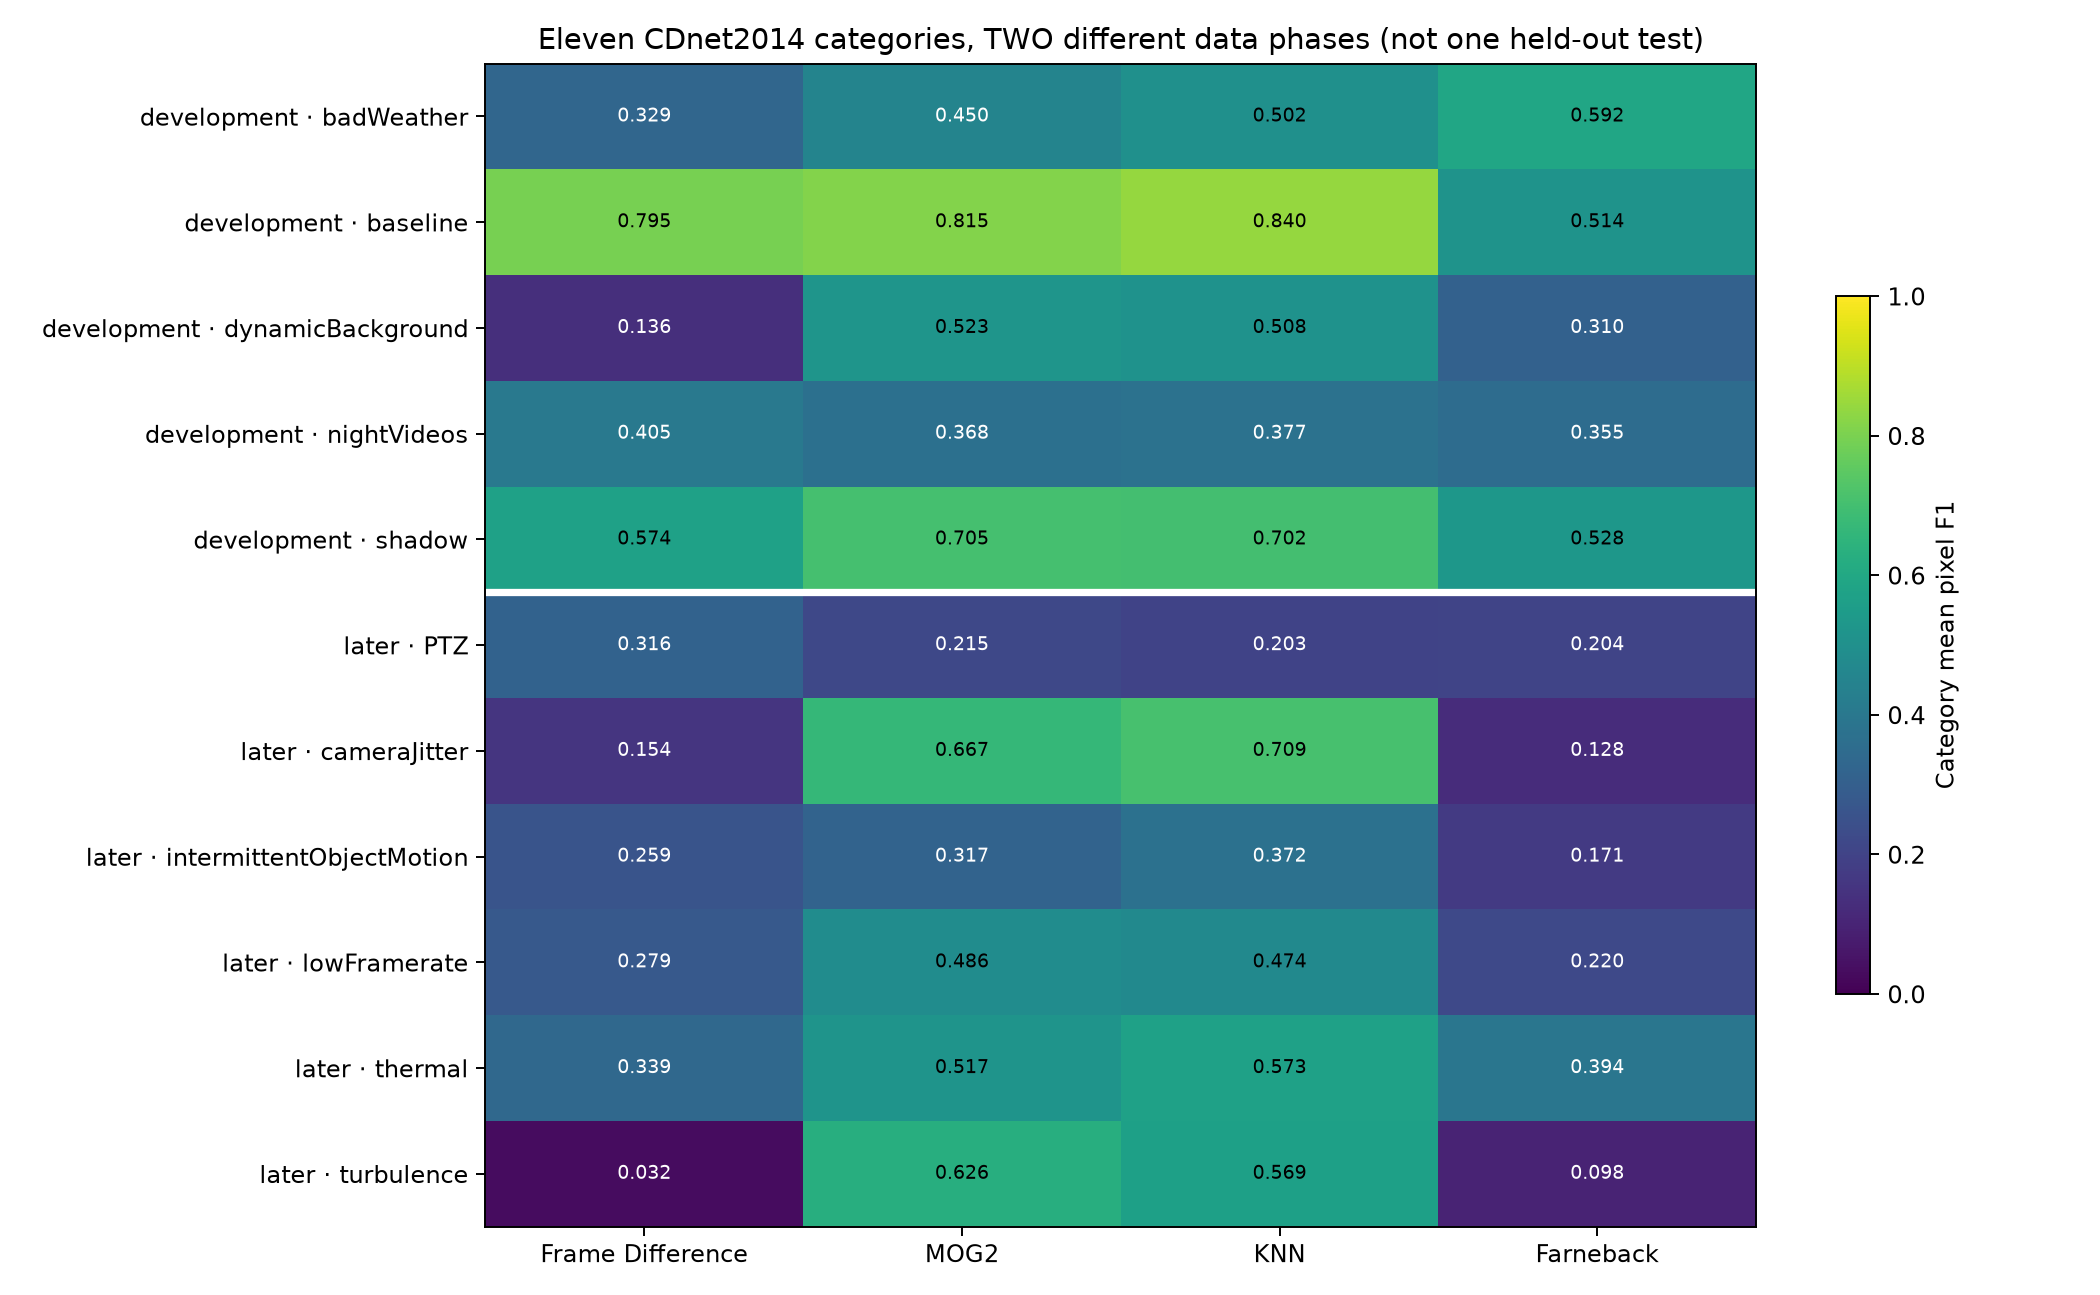 Eleven CDnet2014 categories, TWO different data phases (not one held-out test)
development · badWeather 0.329 0.450 0.502 0.592
development · baseline 0.795 0.815 0.840 0.514
development · dynamicBackground 0.136 0.523 0.508 0.310
development · nightVideos 0.405 0.368 0.377 0.355
development · shadow 0.574 0.705 0.702 0.528
later · PTZ 0.316 0.215 0.203 0.204
later · cameraJitter 0.154 0.667 0.709 0.128
later · intermittentObjectMotion 0.259 0.317 0.372 0.171
later · lowFramerate 0.279 0.486 0.474 0.220
later · thermal 0.339 0.517 0.573 0.394
later · turbulence 0.032 0.626 0.569 0.098
Frame Difference MOG2 KNN Farneback
1.0
0.8
0.6
0.4
0.2
0.0
Category mean pixel F1